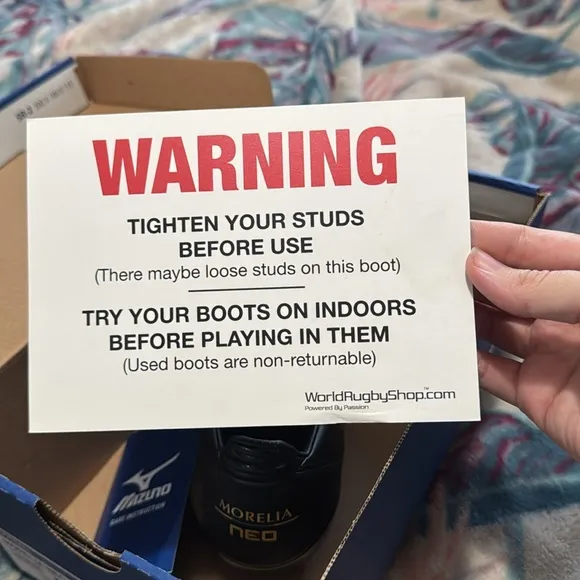 WARNING
TIGHTEN YOUR STUDS
BEFORE USE
(There maybe loose studs on this boot)
TRY YOUR BOOTS ON INDOORS
BEFORE PLAYING IN THEM
(Used boots are non-returnable)
WorldRugbyShop.com™
Powered By Passion
MIZUNO
MORELIA
NEO